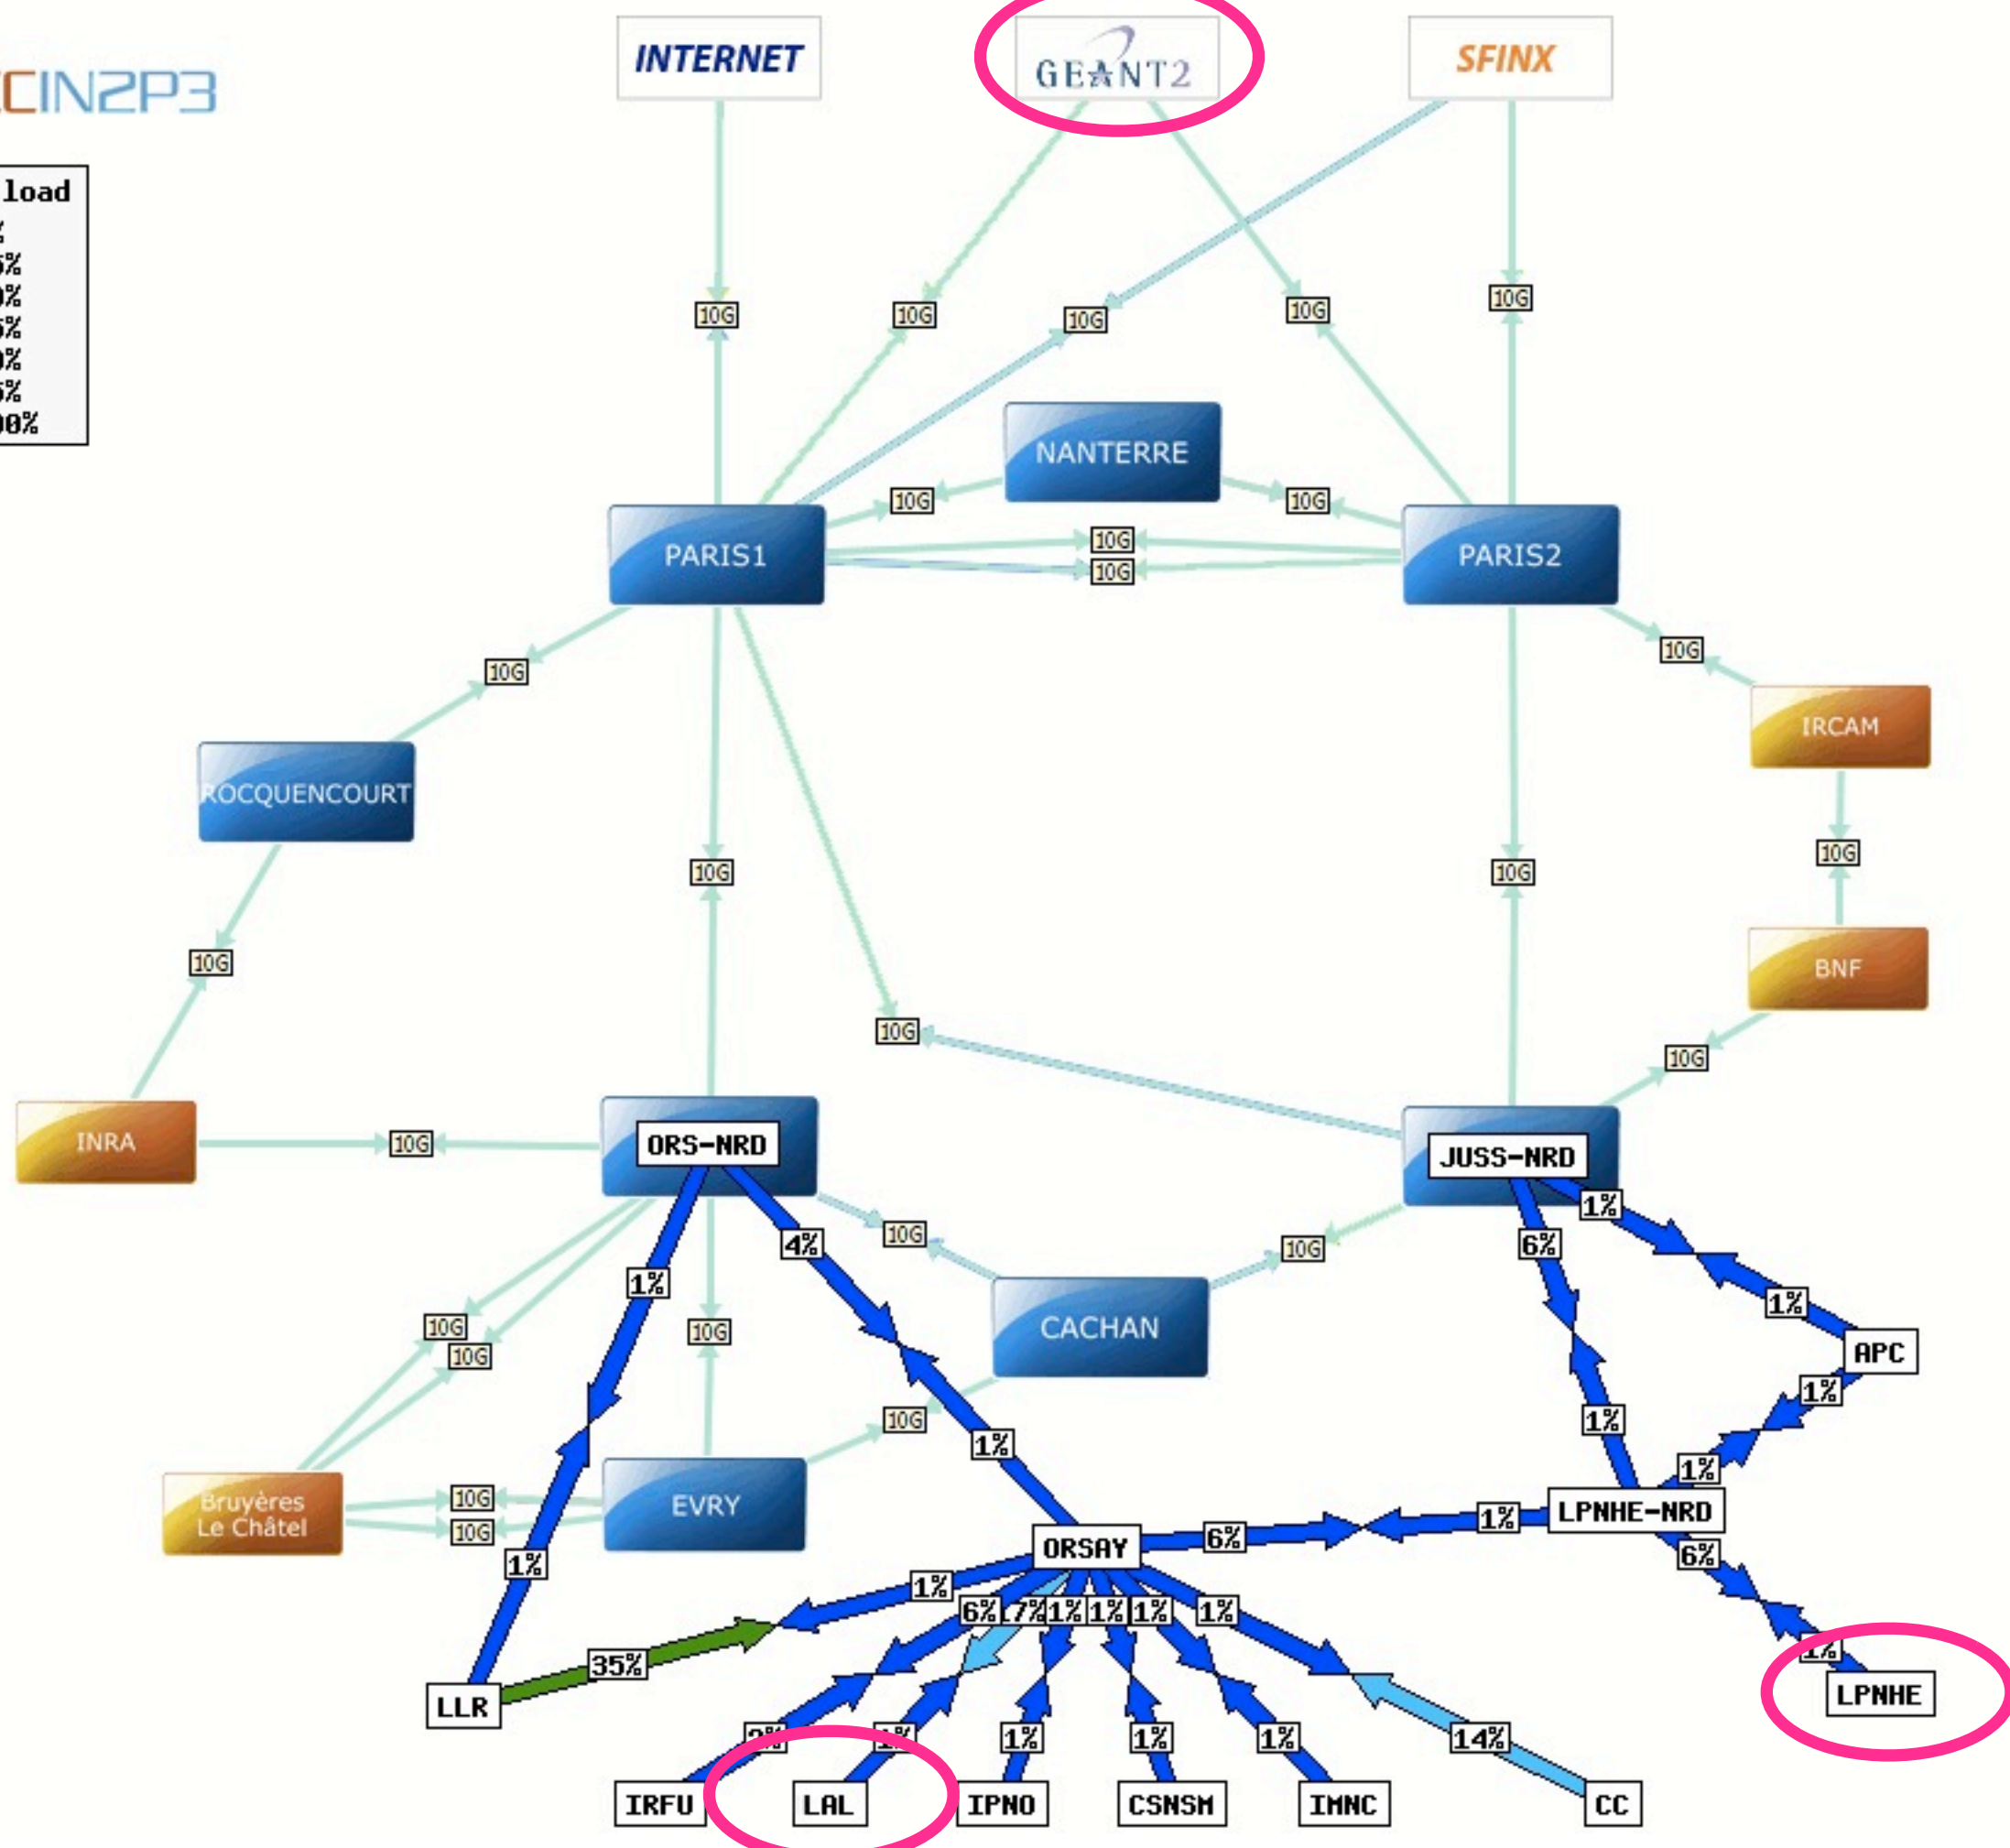 INTERNET
GEANT2
SFINX
CCIN2P3
load
10G
10G
10G
10G
10G
NANTERRE
10G
10G
PARIS1
10G
10G
PARIS2
10G
10G
IRCAM
ROCQUENCOURT
10G
10G
10G
10G
BNF
10G
10G
INRA
10G
ORS-NRD
JUSS-NRD
1%
4%
10G
10G
6%
1%
1%
10G
10G
10G
CACHAN
APC
1%
10G
1%
1%
1%
Bruyères
Le Châtel
10G
10G
EVRY
LPNHE-NRD
6%
1%
ORSAY
1%
6%
1%
6%
1%
1%
1%
1%
35%
1%
LLR
LPNHE
1%
1%
1%
1%
14%
IRFU
LAL
IPNO
CSNSM
IMNC
CC